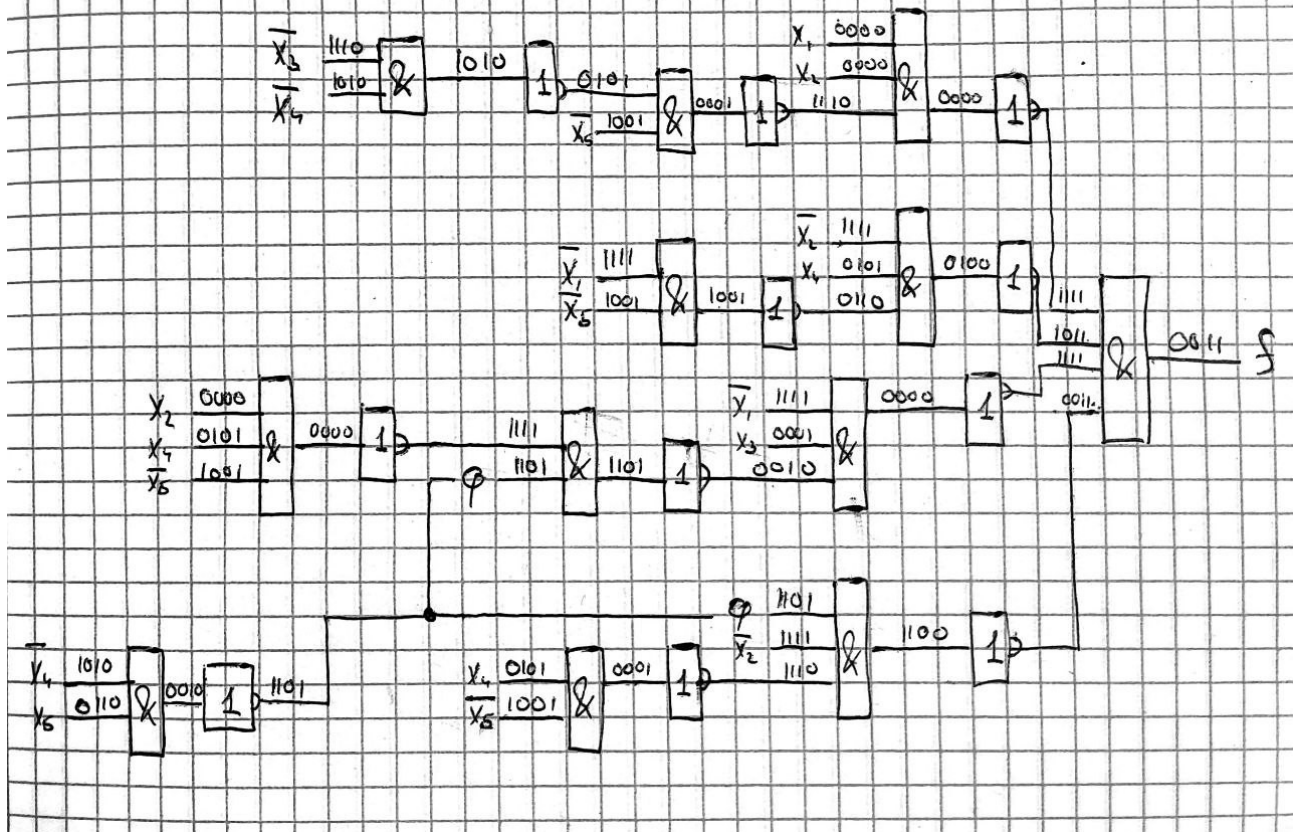 X̅₃ 1110 & 1010 1 0101
X̅₄ 1010
X̅₅ 1001 & 0001 1 1110
X₁ 0000
X₂ 0000 & 0000 1
X̅₁ 1111 & 1001 1 0110
X̅₅ 1001
X̅₂ 1111
X₄ 0101 & 0100 1
1111
1011
1111 & 0011 f
0011
X₂ 0000
X₄ 0101 & 0000 1 1111
X̅₅ 1001
φ 1101 & 1101 1 0010
X̅₁ 1111
X₃ 0001 & 0000 1
X̅₄ 1010 & 0010 1 1101
X₅ 0110
X₄ 0101 & 0001 1 1110
X̅₅ 1001
φ 1101
X̅₂ 1111 & 1100 1